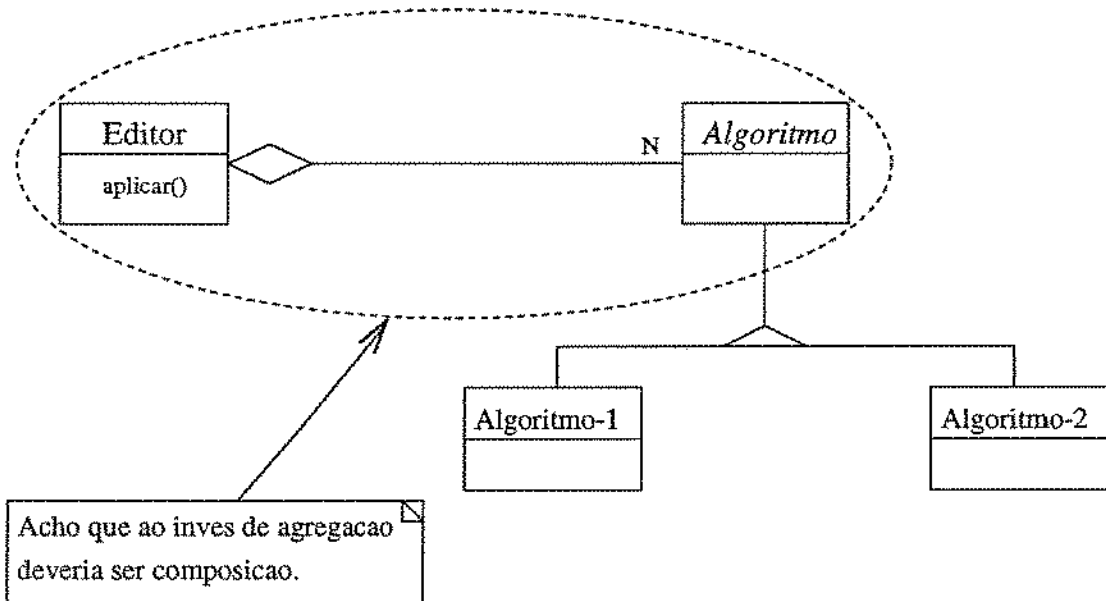 Editor
aplicar()
N
Algoritmo
Algoritmo-1
Algoritmo-2
Acho que ao inves de agregacao
deveria ser composicao.